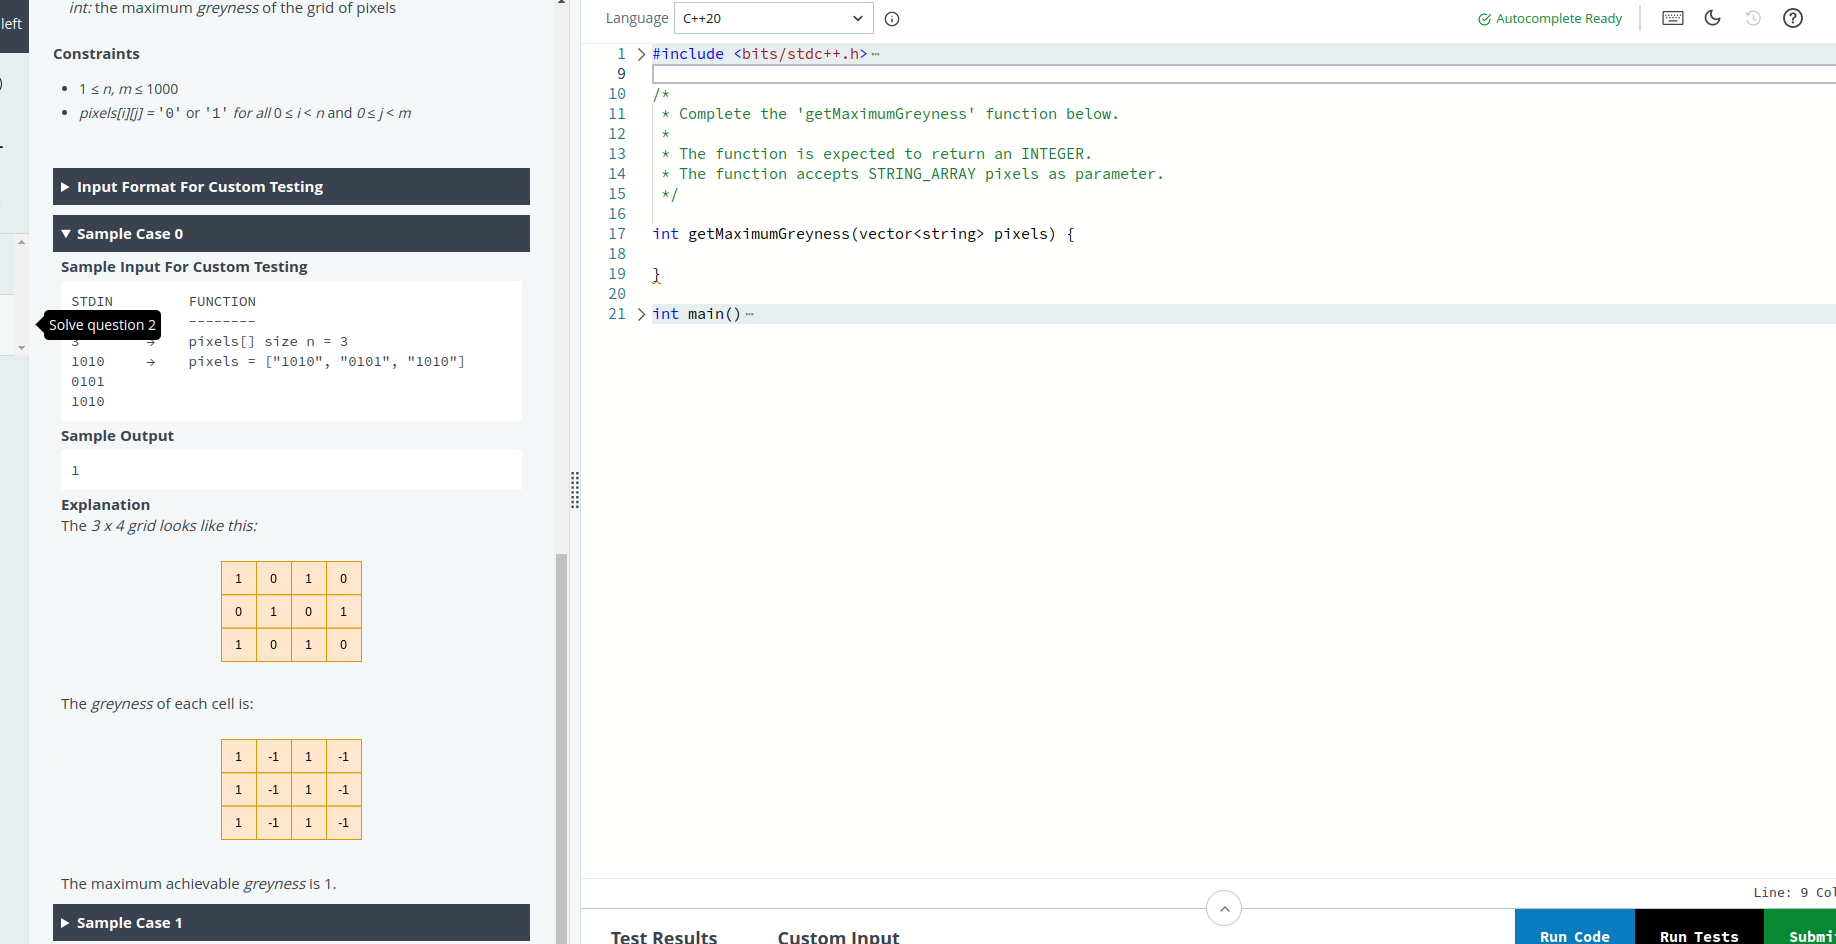 left
int: the maximum greyness of the grid of pixels
Constraints
1 ≤ n, m ≤ 1000
pixels[i][j] = '0' or '1' for all 0 ≤ i < n and 0 ≤ j < m
Input Format For Custom Testing
Sample Case 0
Sample Input For Custom Testing
STDIN FUNCTION
--------
Solve question 2
3 → pixels[] size n = 3
1010 → pixels = ["1010", "0101", "1010"]
0101
1010
Sample Output
1
Explanation
The 3 x 4 grid looks like this:
1 0 1 0
0 1 0 1
1 0 1 0
The greyness of each cell is:
1 -1 1 -1
1 -1 1 -1
1 -1 1 -1
The maximum achievable greyness is 1.
Sample Case 1
Language C++20
Autocomplete Ready
1 #include <bits/stdc++.h>
9
10 /*
11 * Complete the 'getMaximumGreyness' function below.
12 *
13 * The function is expected to return an INTEGER.
14 * The function accepts STRING_ARRAY pixels as parameter.
15 */
16
17 int getMaximumGreyness(vector<string> pixels) {
18
19 }
20
21 int main()
Line: 9 Col
Test Results Custom Input
Run Code Run Tests Submi